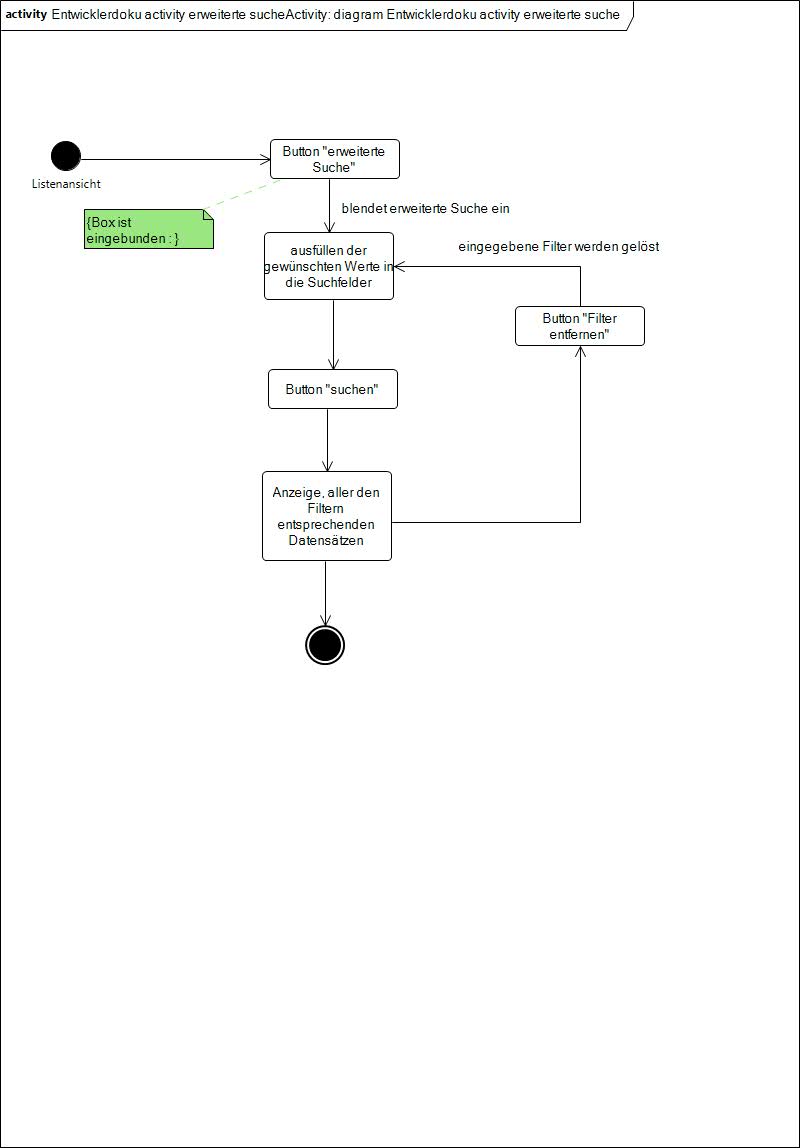 activity Entwicklerdoku activity erweiterte sucheActivity: diagram Entwicklerdoku activity erweiterte suche
Button "erweiterte
Suche"
Listenansicht
blendet erweiterte Suche ein
{Box ist
eingebunden : }
eingegebene Filter werden gelöst
ausfüllen der
gewünschten Werte in
die Suchfelder
Button "Filter
entfernen"
Button "suchen"
Anzeige, aller den
Filtern
entsprechenden
Datensätzen